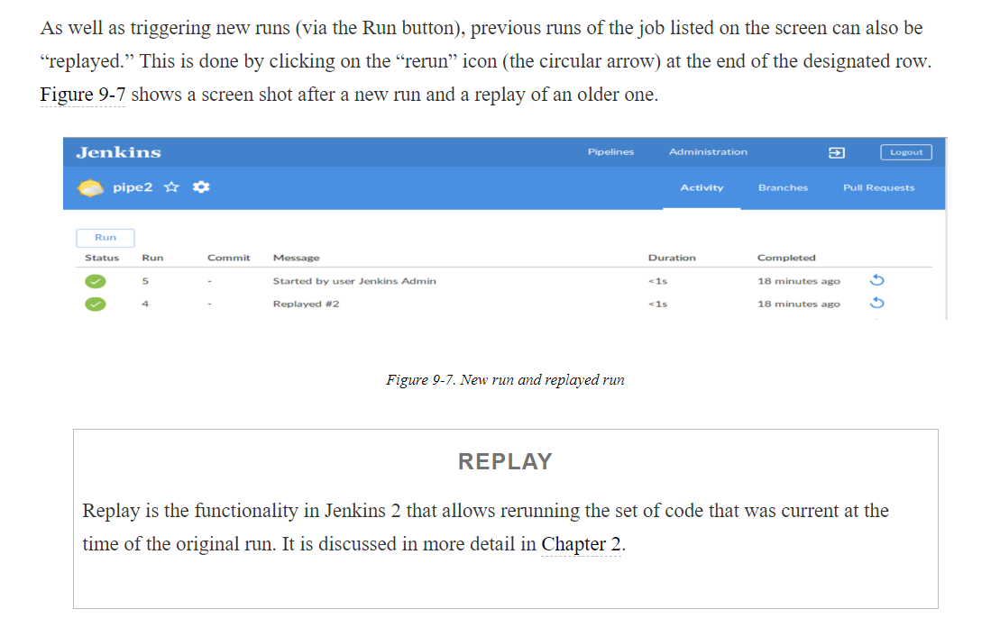 As well as triggering new runs (via the Run button), previous runs of the job listed on the screen can also be
“replayed.” This is done by clicking on the “rerun” icon (the circular arrow) at the end of the designated row.
Figure 9-7 shows a screen shot after a new run and a replay of an older one.
Jenkins Pipelines Administration Logout
pipe2 Activity Branches Pull Requests
Run
Status Run Commit Message Duration Completed
5 - Started by user Jenkins Admin <1s 18 minutes ago
4 - Replayed #2 <1s 18 minutes ago
Figure 9-7. New run and replayed run
REPLAY
Replay is the functionality in Jenkins 2 that allows rerunning the set of code that was current at the
time of the original run. It is discussed in more detail in Chapter 2.